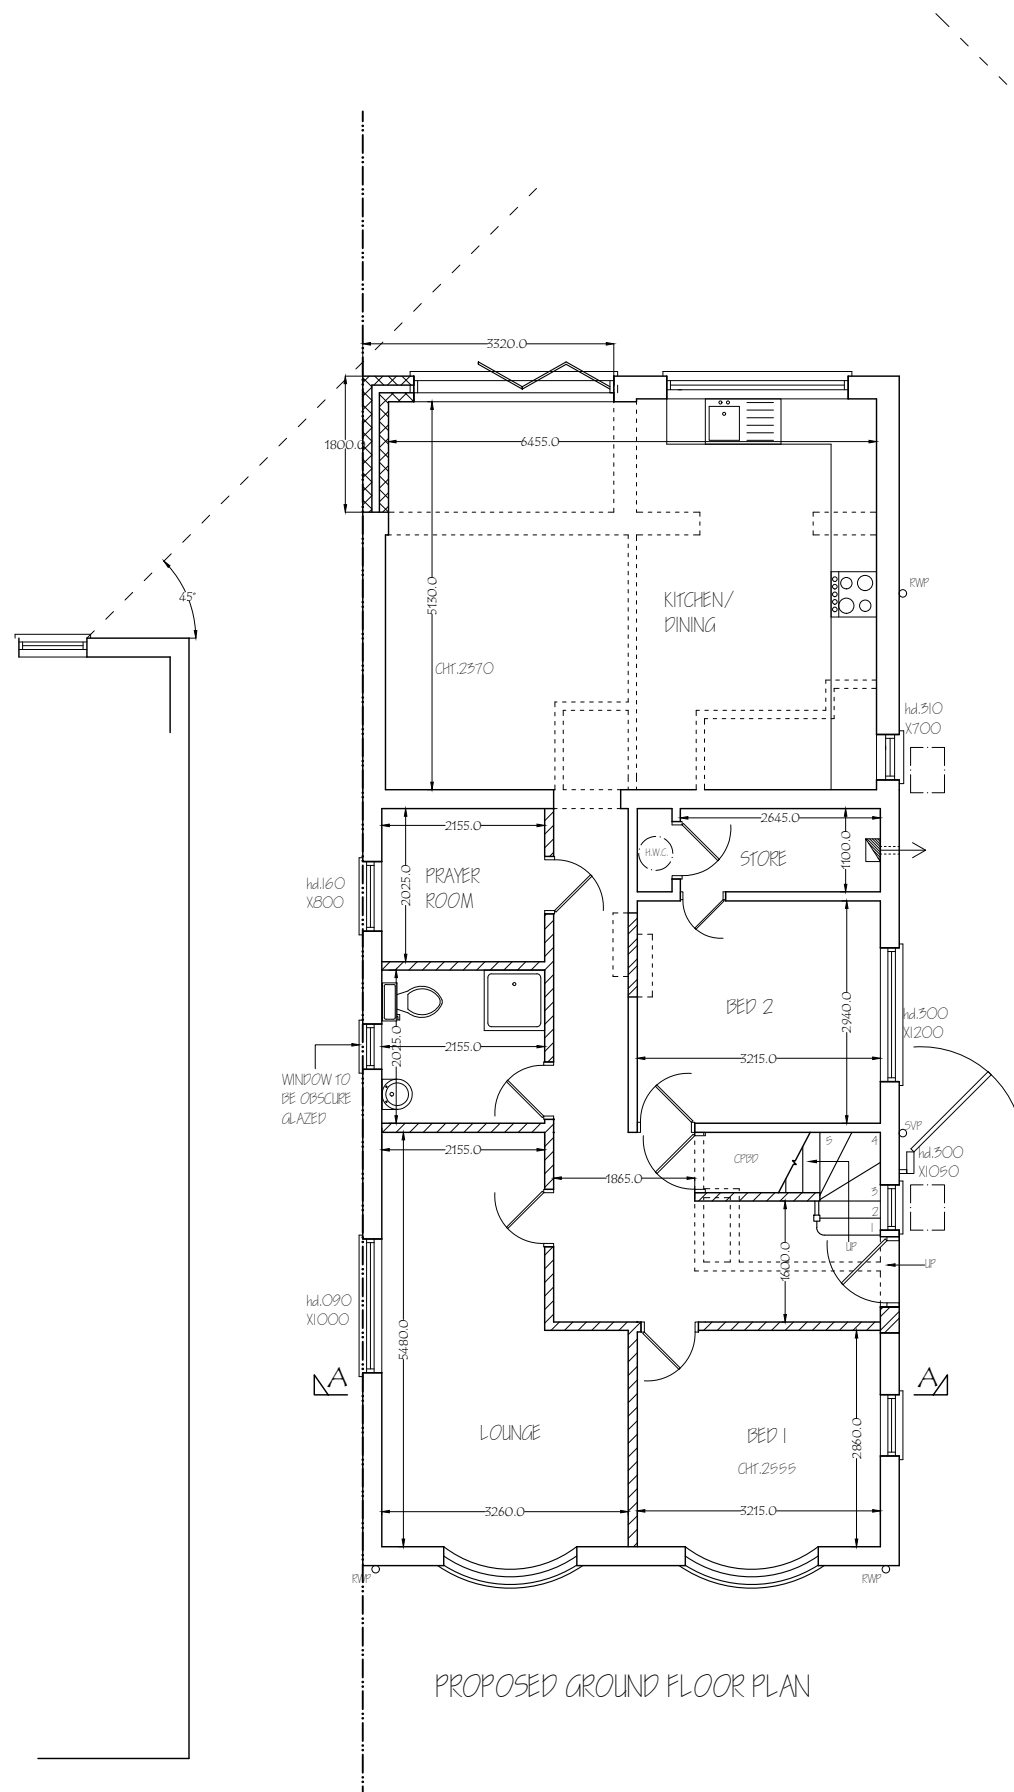 3320.0
1800.0
6455.0
45°
5130.0
KITCHEN/
DINING
RWP
CHT.2370
hd.310
X700
2155.0
2645.0
H.W.C.
STORE
1100.0
hd.160
X800
2025.0
PRAYER
ROOM
BED 2
2940.0
hd.300
X1200
2025.0
2155.0
3215.0
WINDOW TO
BE OBSCURE
GLAZED
SVP
2155.0
CPBD
5
4
hd.300
X1050
1865.0
3
2
1
UP
UP
1600.0
hd.090
X1000
5480.0
A
A
LOUNGE
BED 1
2860.0
CHT.2555
3260.0
3215.0
RWP
RWP
PROPOSED GROUND FLOOR PLAN